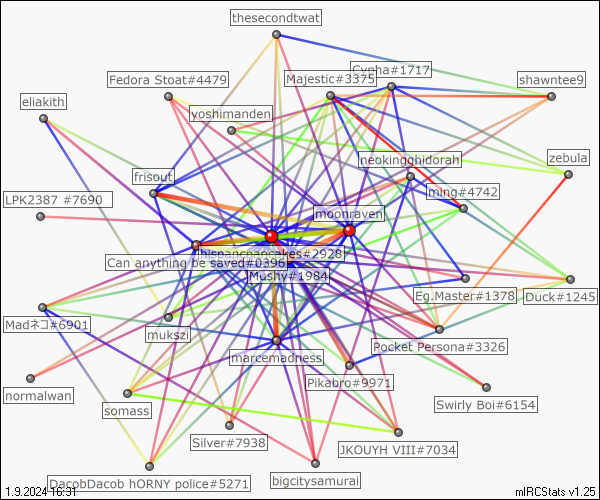 thesecondtwat
Cypha#1717
Fedora Stoat#4479
Majestic#3375
shawntee9
eliakith
yoshimanden
neokingghidorah
zebula
frisout
ming#4742
LPK2387 #7690
moonraven
hispancpancakes#2928
Can anything be saved#0396
Mushy#1984
Eg.Master#1378
Duck#1245
Madネコ#6901
mukszi
Pocket Persona#3326
marcemadness
Pikabro#9971
normalwan
somass
Swirly Boi#6154
Silver#7938
JKOUYH VIII#7034
DacobDacob hORNY police#5271
bigcitysamurai
1.9.2024 16:31
mIRCStats v1.25